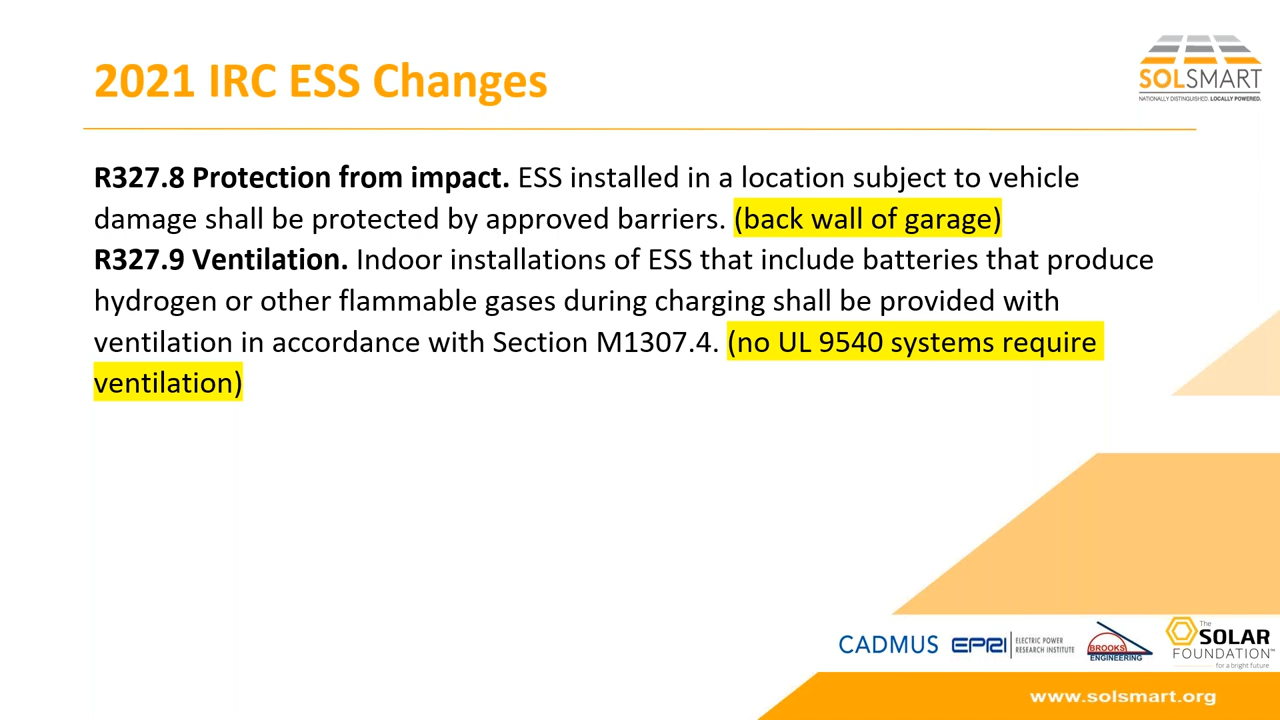 2021 IRC ESS Changes
SOLSMART
NATIONALLY DISTINGUISHED. LOCALLY POWERED.
R327.8 Protection from impact. ESS installed in a location subject to vehicle
damage shall be protected by approved barriers. (back wall of garage)
R327.9 Ventilation. Indoor installations of ESS that include batteries that produce
hydrogen or other flammable gases during charging shall be provided with
ventilation in accordance with Section M1307.4. (no UL 9540 systems require
ventilation)
CADMUS
EPRI
ELECTRIC POWER
RESEARCH INSTITUTE
BROOKS
ENGINEERING
The
SOLAR
FOUNDATION™
for a bright future
www.solsmart.org